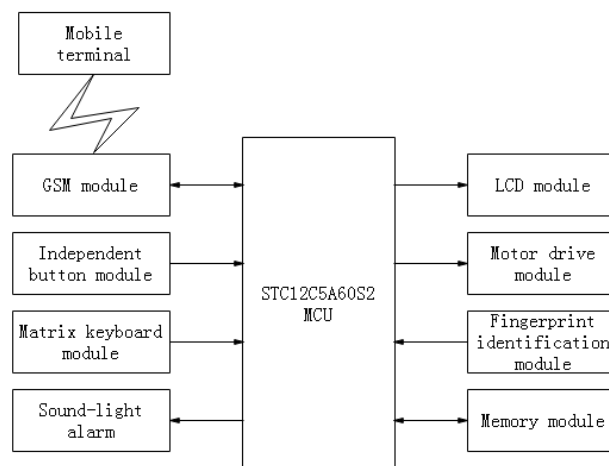 Mobile
terminal
GSM module
Independent
button module
Matrix keyboard
module
Sound-light
alarm
STC12C5A60S2
MCU
LCD module
Motor drive
module
Fingerprint
identification
module
Memory module